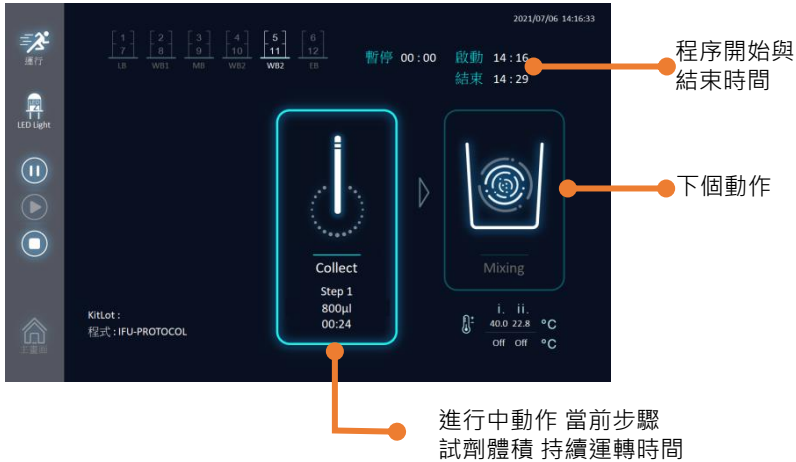 2021/07/06 14:16:33
運行
LED Light
1 2 3 4 5 6
7 8 9 10 11 12
LB WB1 MB WB2 WB2 EB
暫停 00 : 00 啟動 14 : 16
結束 14 : 29
程序開始與
結束時間
下個動作
Collect
Step 1
800μl
00:24
Mixing
KitLot :
程式 : IFU-PROTOCOL
i. ii.
40.0 22.8 °C
Off Off °C
主畫面
進行中動作 當前步驟
試劑體積 持續運轉時間